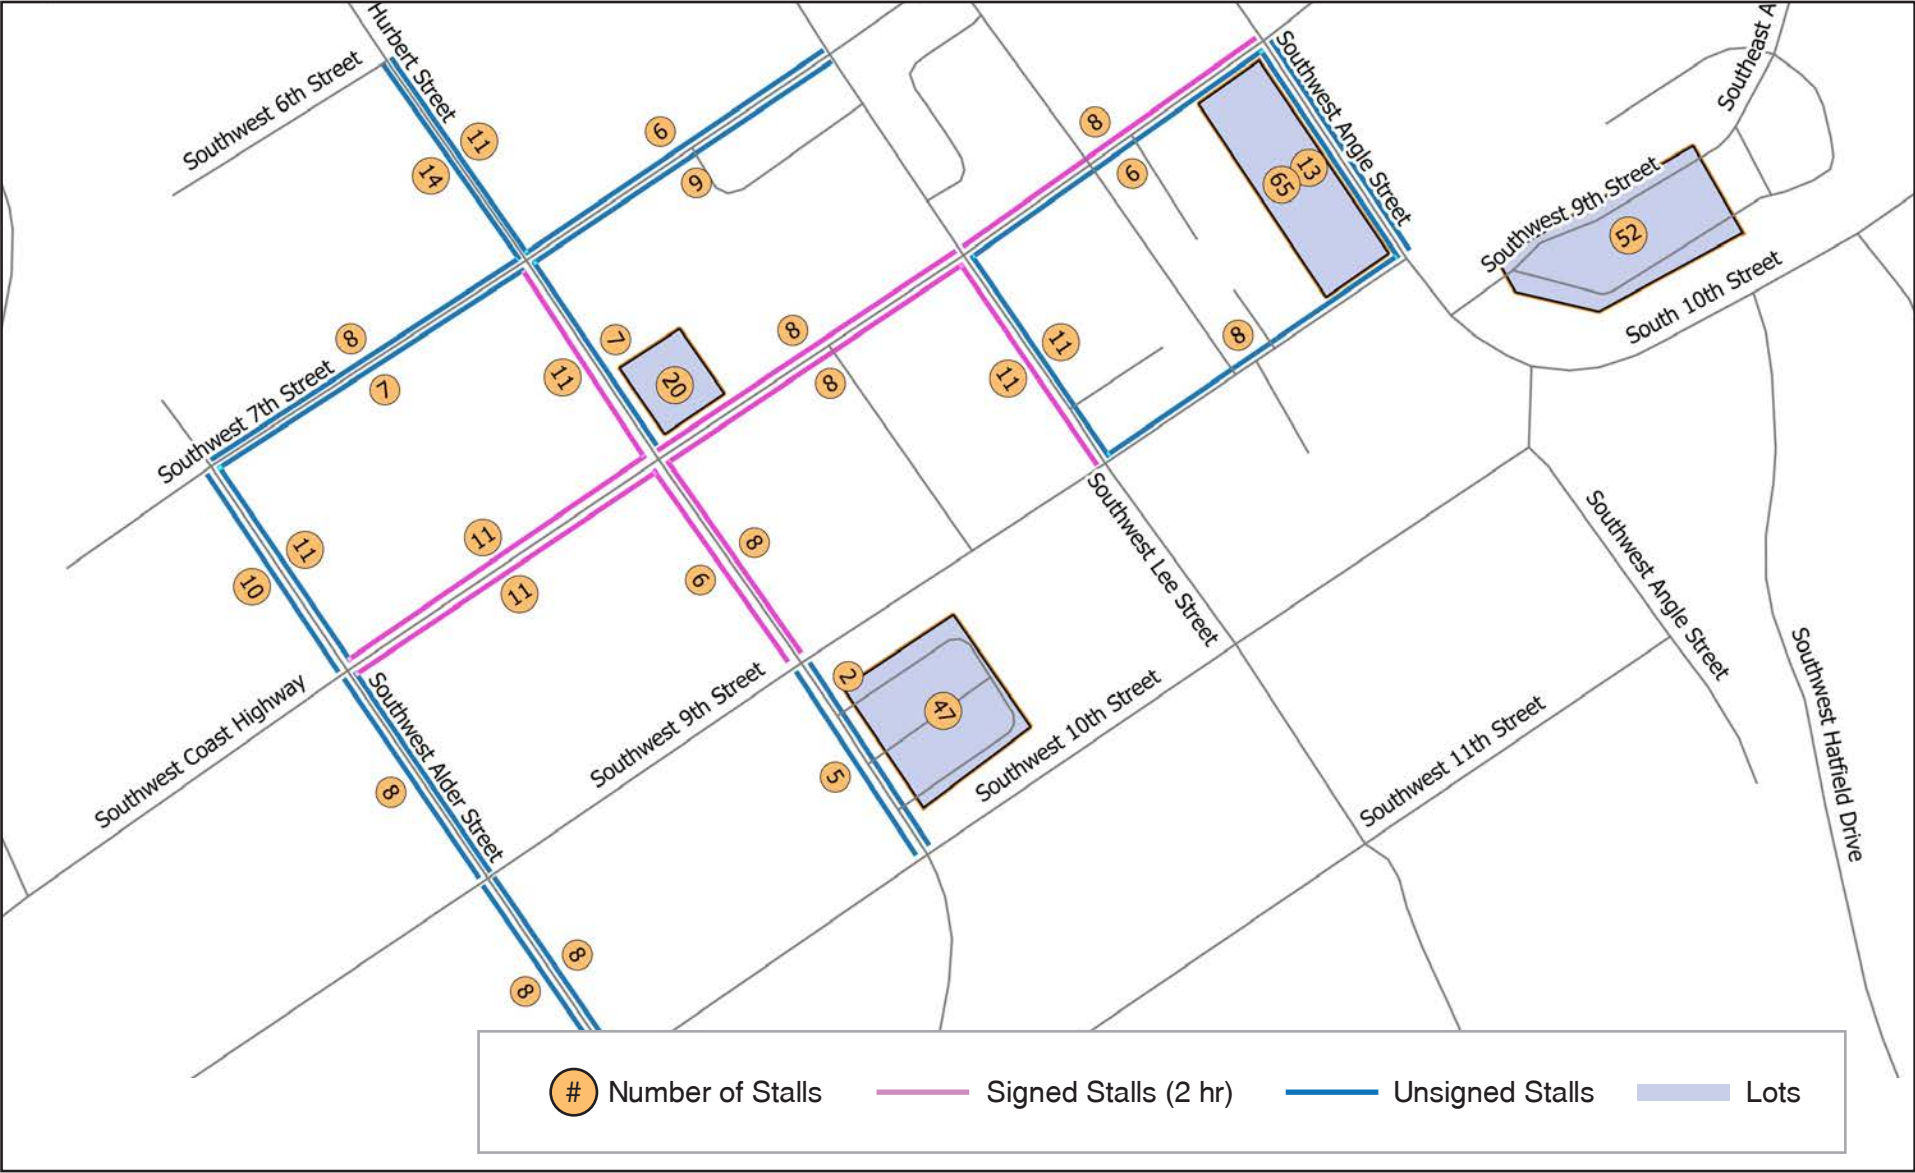 Hurbert Street
Southeast A
Southwest 6th Street
Southwest Angle Street
8
6
11
9
14
6
13
65
Southwest 9th Street
52
South 10th Street
8
7
8
11
8
Southwest 7th Street
7
11
20
8
11
Southwest Lee Street
Southwest Angle Street
11
11
8
10
11
6
Southwest Coast Highway
Southwest Alder Street
Southwest 9th Street
2
47
Southwest 10th Street
Southwest 11th Street
Southwest Hatfield Drive
8
5
8
8
# Number of Stalls
Signed Stalls (2 hr)
Unsigned Stalls
Lots